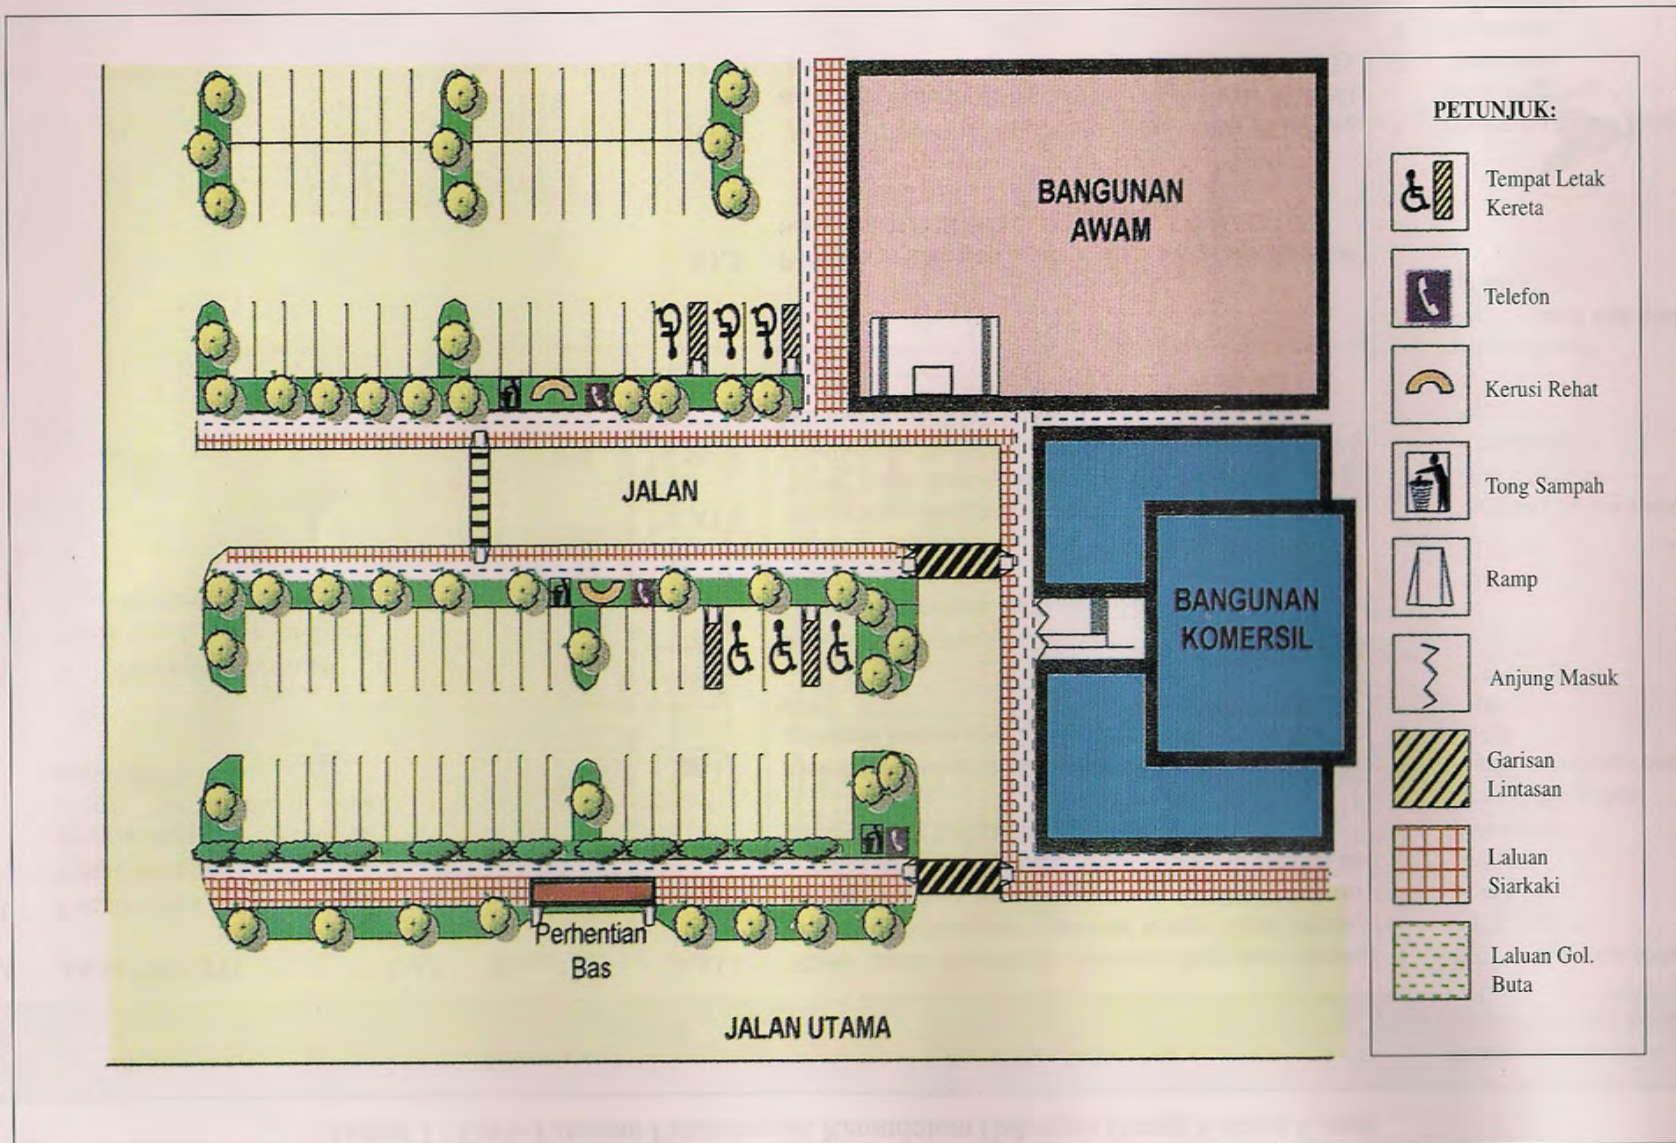 BANGUNAN
AWAM
JALAN
BANGUNAN
KOMERSIL
Perhentian
Bas
JALAN UTAMA
PETUNJUK:
Tempat Letak
Kereta
Telefon
Kerusi Rehat
Tong Sampah
Ramp
Anjung Masuk
Garisan
Lintasan
Laluan
Siarkaki
Laluan Gol.
Buta